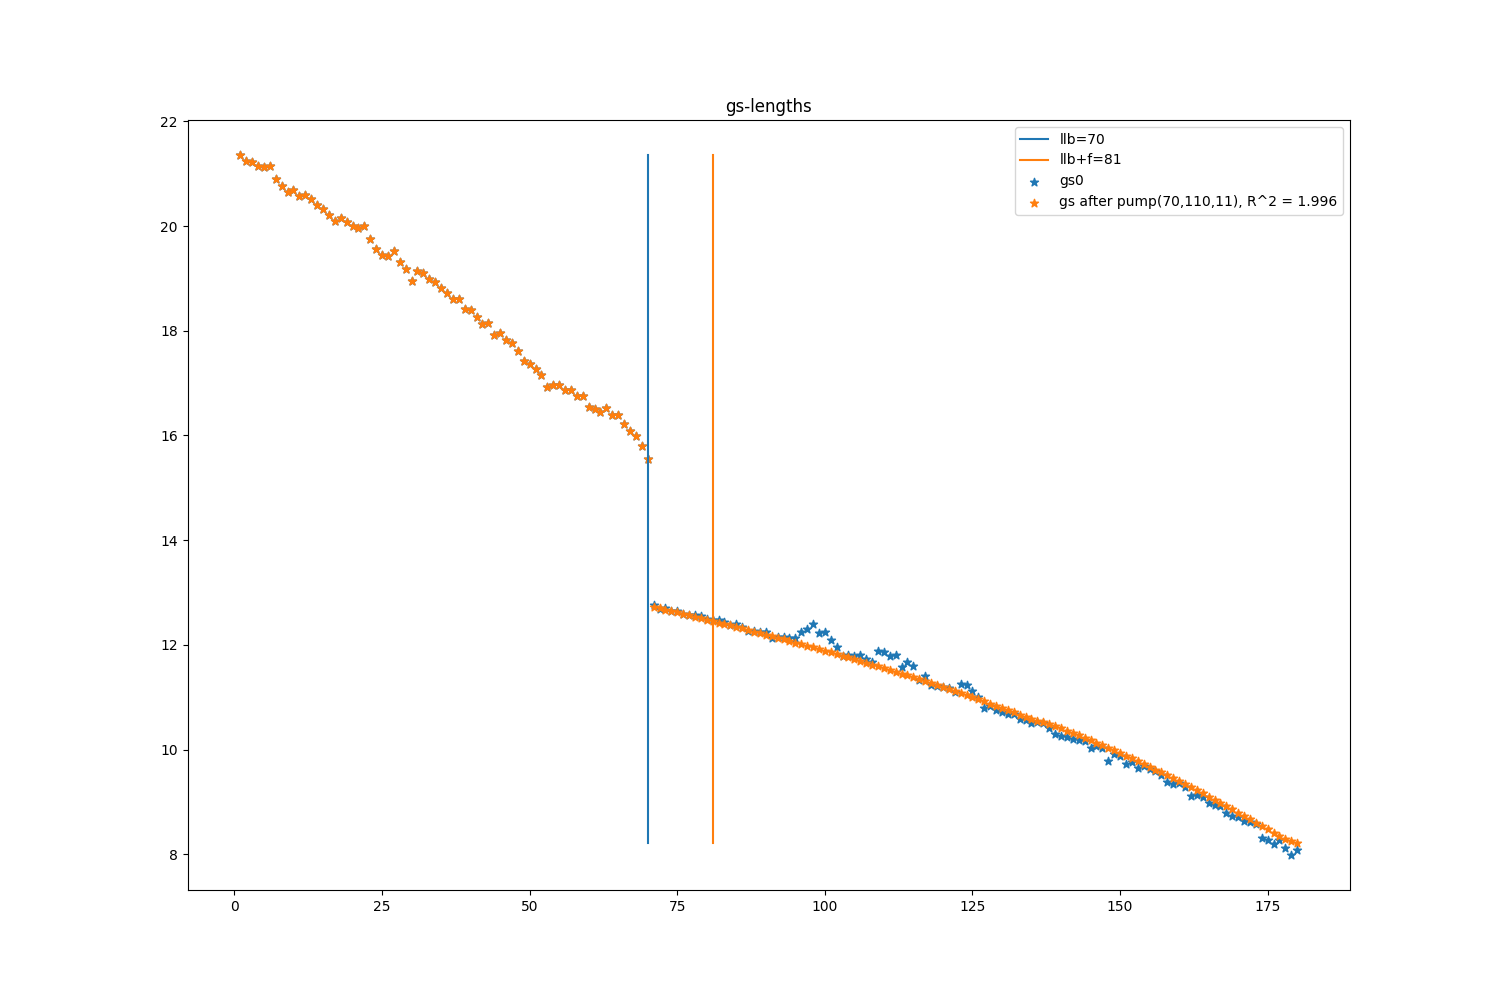 gs-lengths
llb=70
llb+f=81
gs0
gs after pump(70,110,11), R^2 = 1.996
22
20
18
16
14
12
10
8
0 25 50 75 100 125 150 175